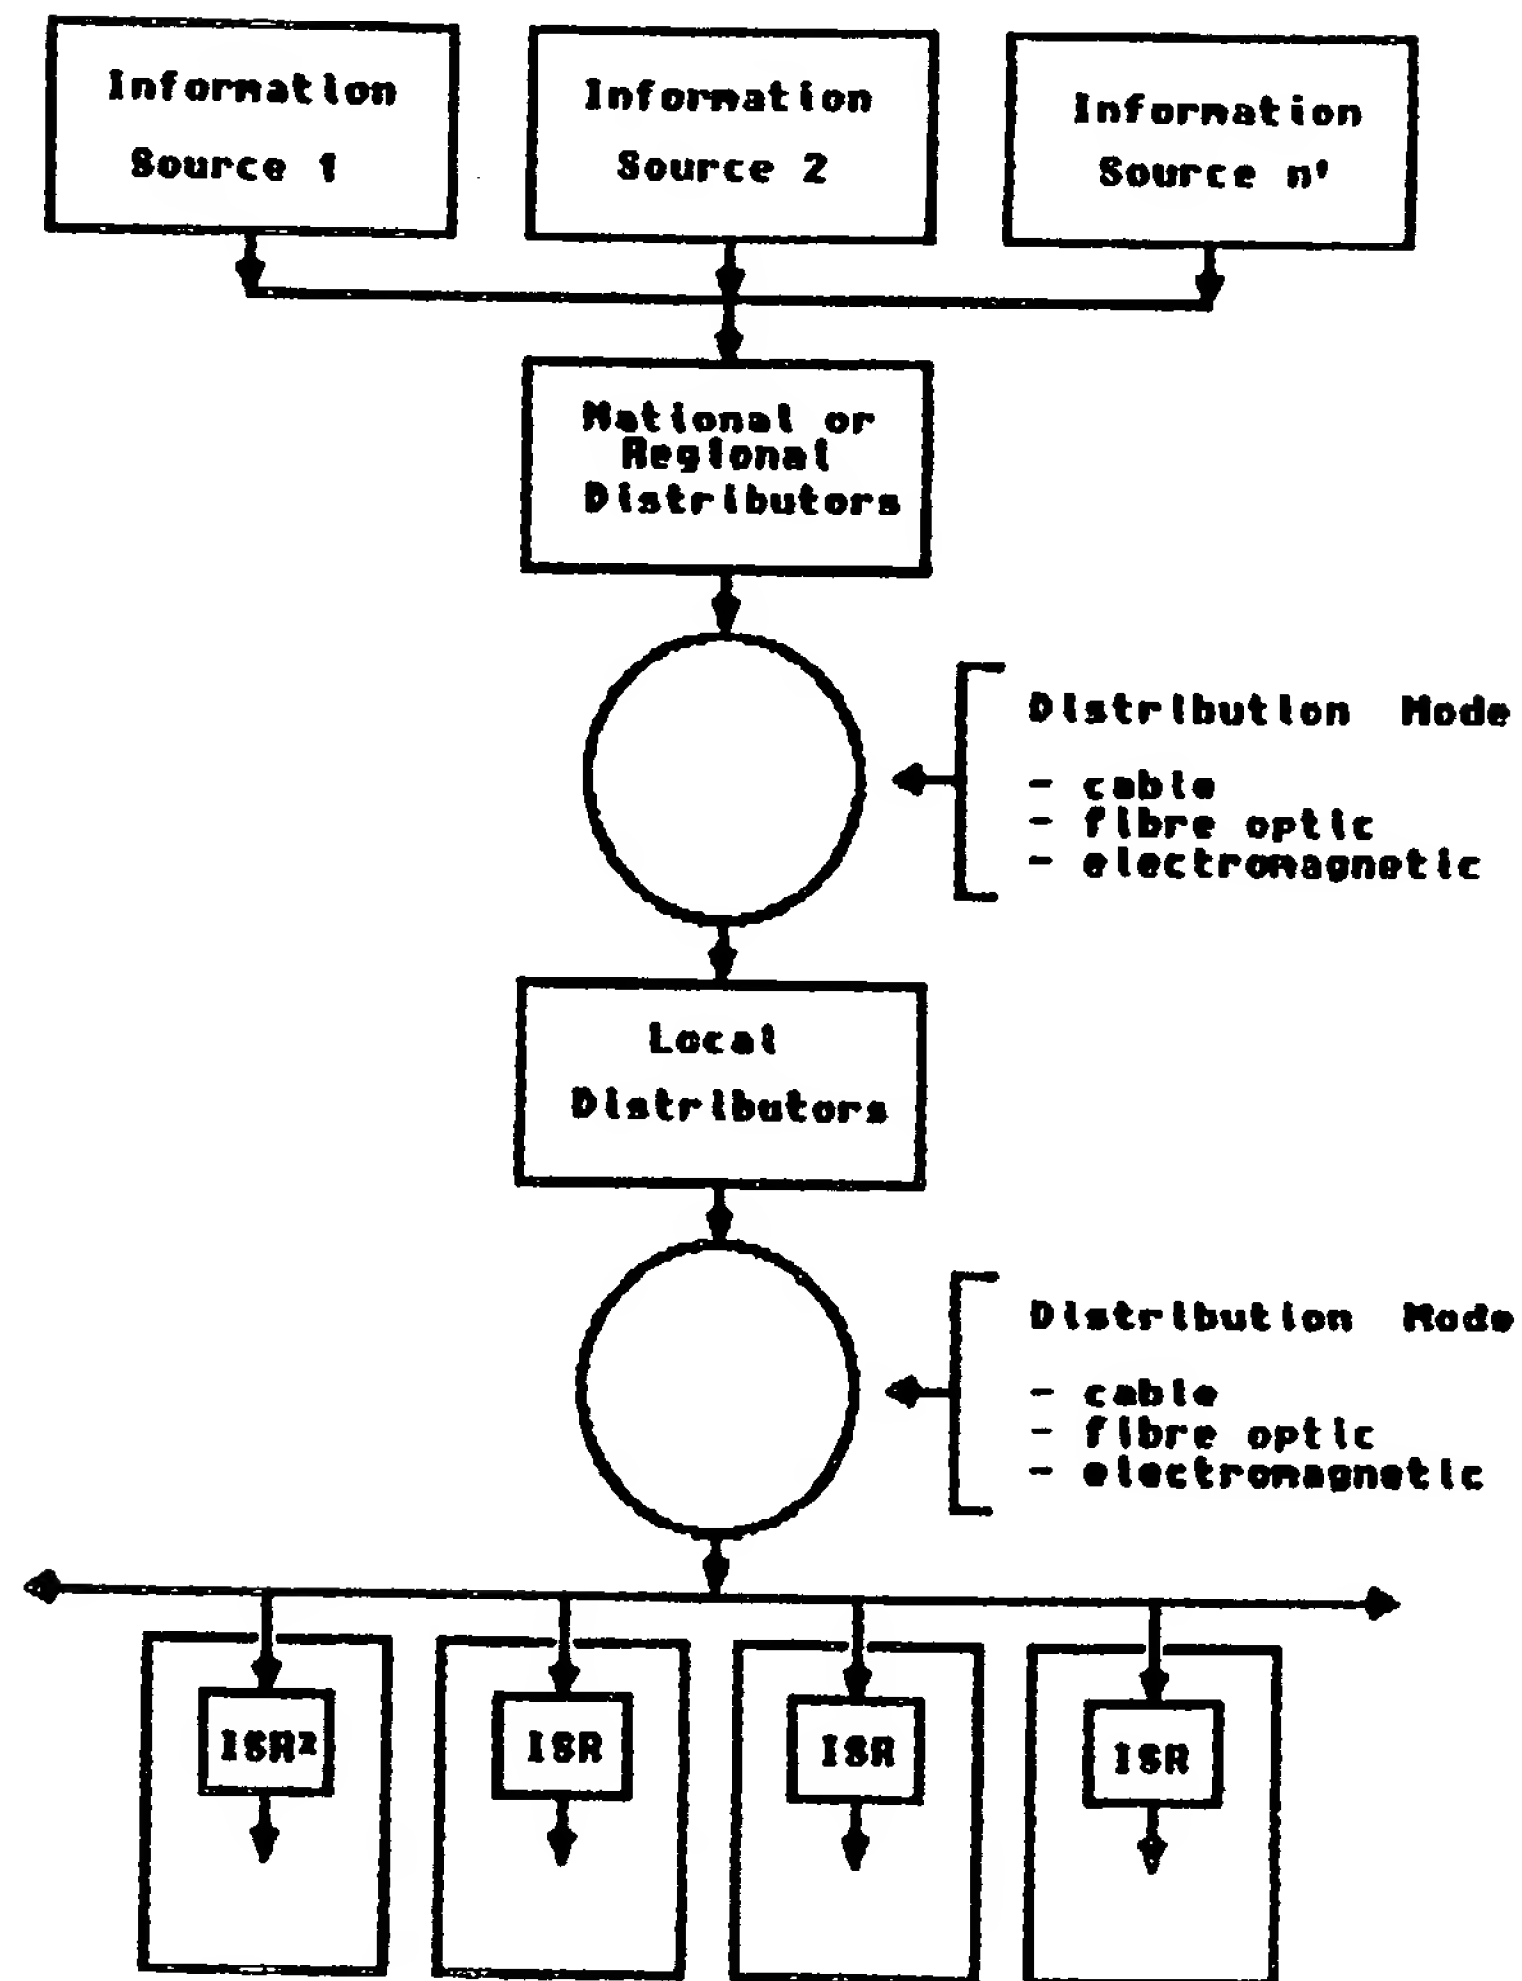 Information
Source 1
Information
Source 2
Information
Source n'
National or
Regional
Distributors
Distribution Mode
- cable
- fibre optic
- electromagnetic
Local
Distributors
Distribution Mode
- cable
- fibre optic
- electromagnetic
ISR²
ISR
ISR
ISR